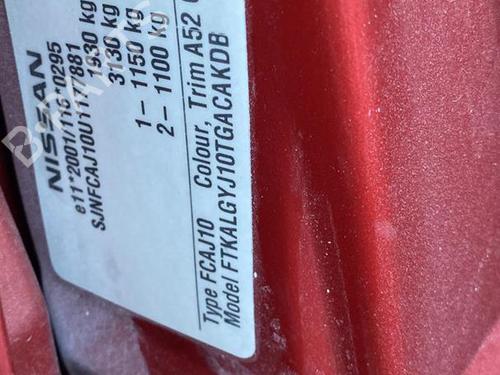 NISSAN
e11*2001/116*0295
SJNFCAJ10U1177881
1930 kg
3130 kg
1 – 1150 kg
2 – 1100 kg
Type FCAJ10 Colour, Trim A52
Model FTKALGYJ10TGACAKDB